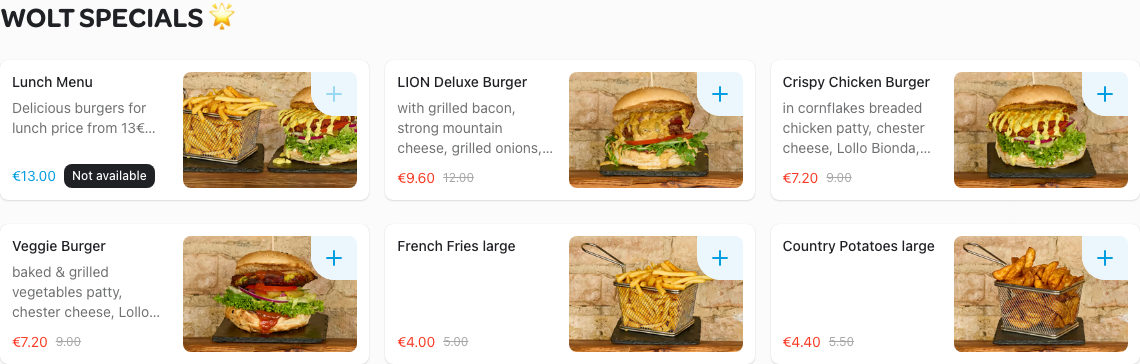 WOLT SPECIALS 🌟
Lunch Menu
Delicious burgers for
lunch price from 13€...
€13.00 Not available
LION Deluxe Burger
with grilled bacon,
strong mountain
cheese, grilled onions,...
€9.60 12.00
Crispy Chicken Burger
in cornflakes breaded
chicken patty, chester
cheese, Lollo Bionda,...
€7.20 9.00
Veggie Burger
baked & grilled
vegetables patty,
chester cheese, Lollo...
€7.20 9.00
French Fries large
€4.00 5.00
Country Potatoes large
€4.40 5.50